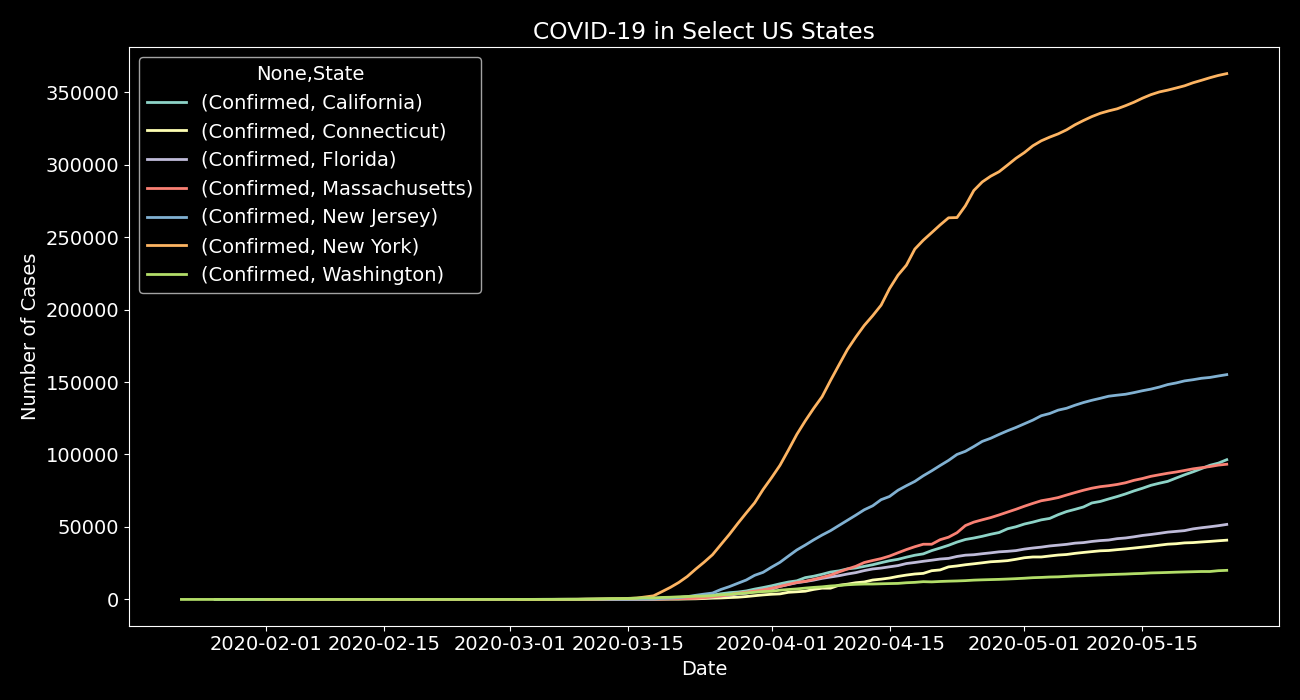 COVID-19 in Select US States
None,State
(Confirmed, California)
(Confirmed, Connecticut)
(Confirmed, Florida)
(Confirmed, Massachusetts)
(Confirmed, New Jersey)
(Confirmed, New York)
(Confirmed, Washington)
Number of Cases
350000
300000
250000
200000
150000
100000
50000
0
2020-02-01 2020-02-15 2020-03-01 2020-03-15 2020-04-01 2020-04-15 2020-05-01 2020-05-15
Date